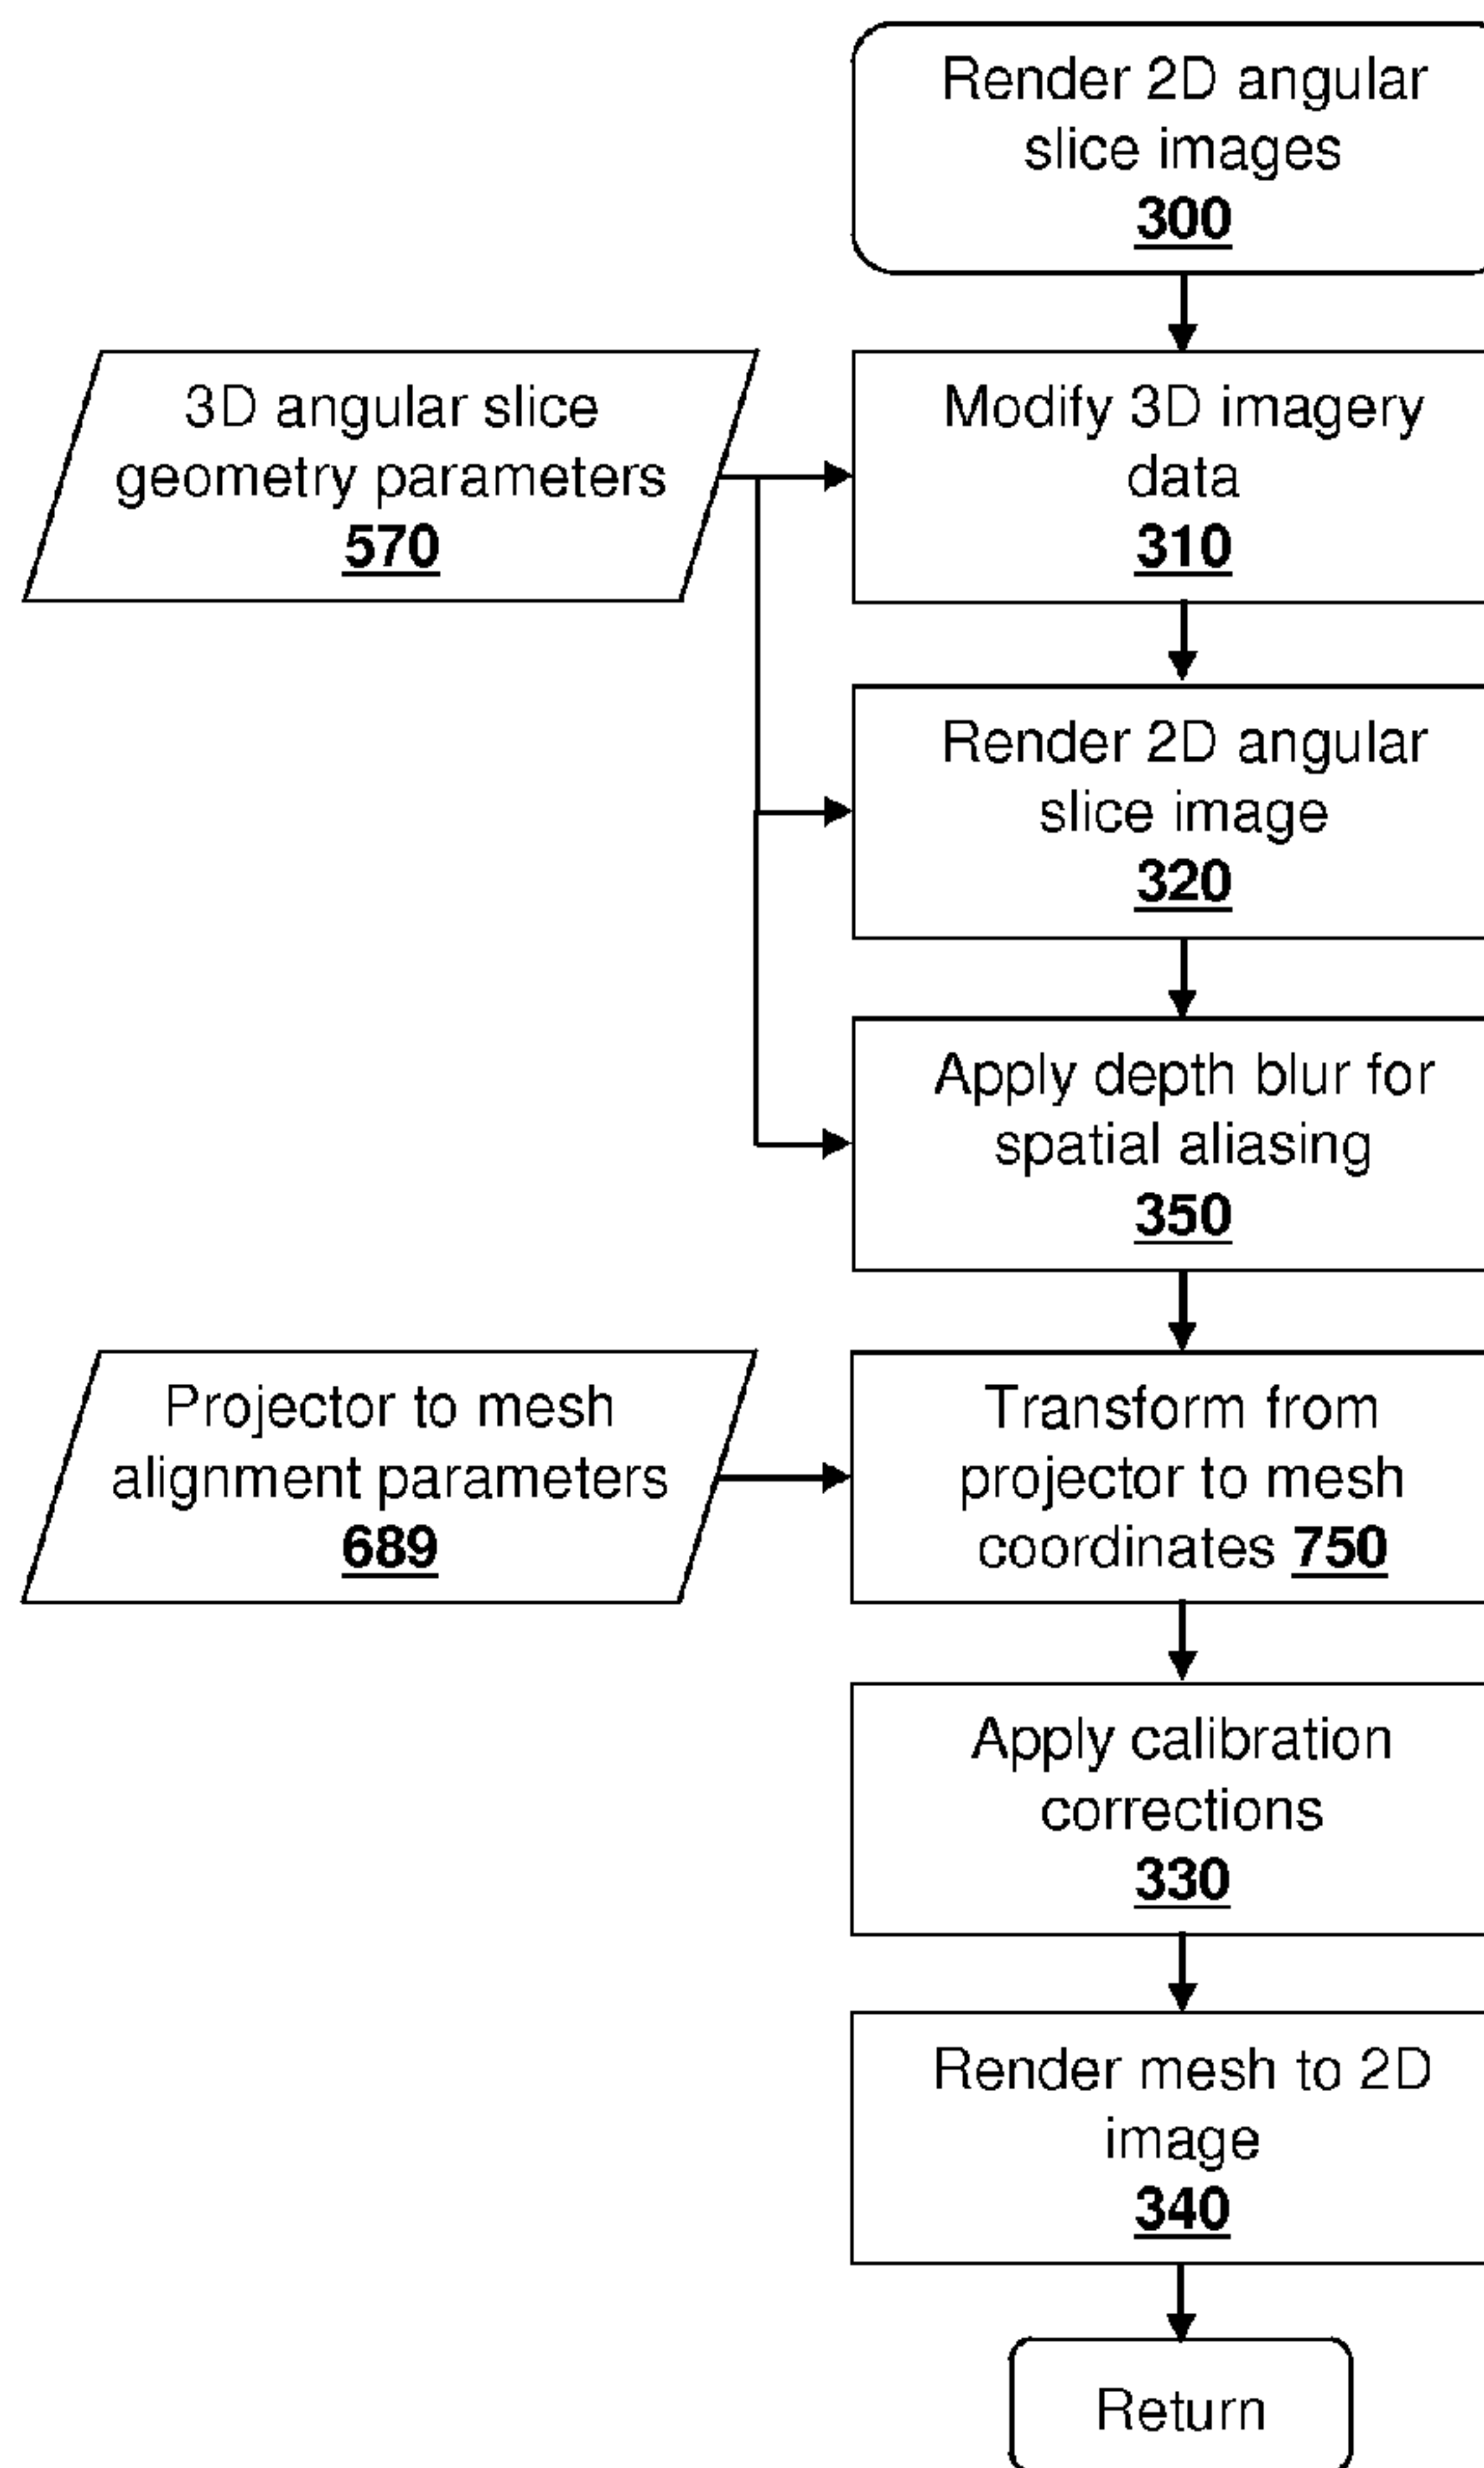 Render 2D angular
slice images
300
3D angular slice
geometry parameters
570
Modify 3D imagery
data
310
Render 2D angular
slice image
320
Apply depth blur for
spatial aliasing
350
Projector to mesh
alignment parameters
689
Transform from
projector to mesh
coordinates 750
Apply calibration
corrections
330
Render mesh to 2D
image
340
Return